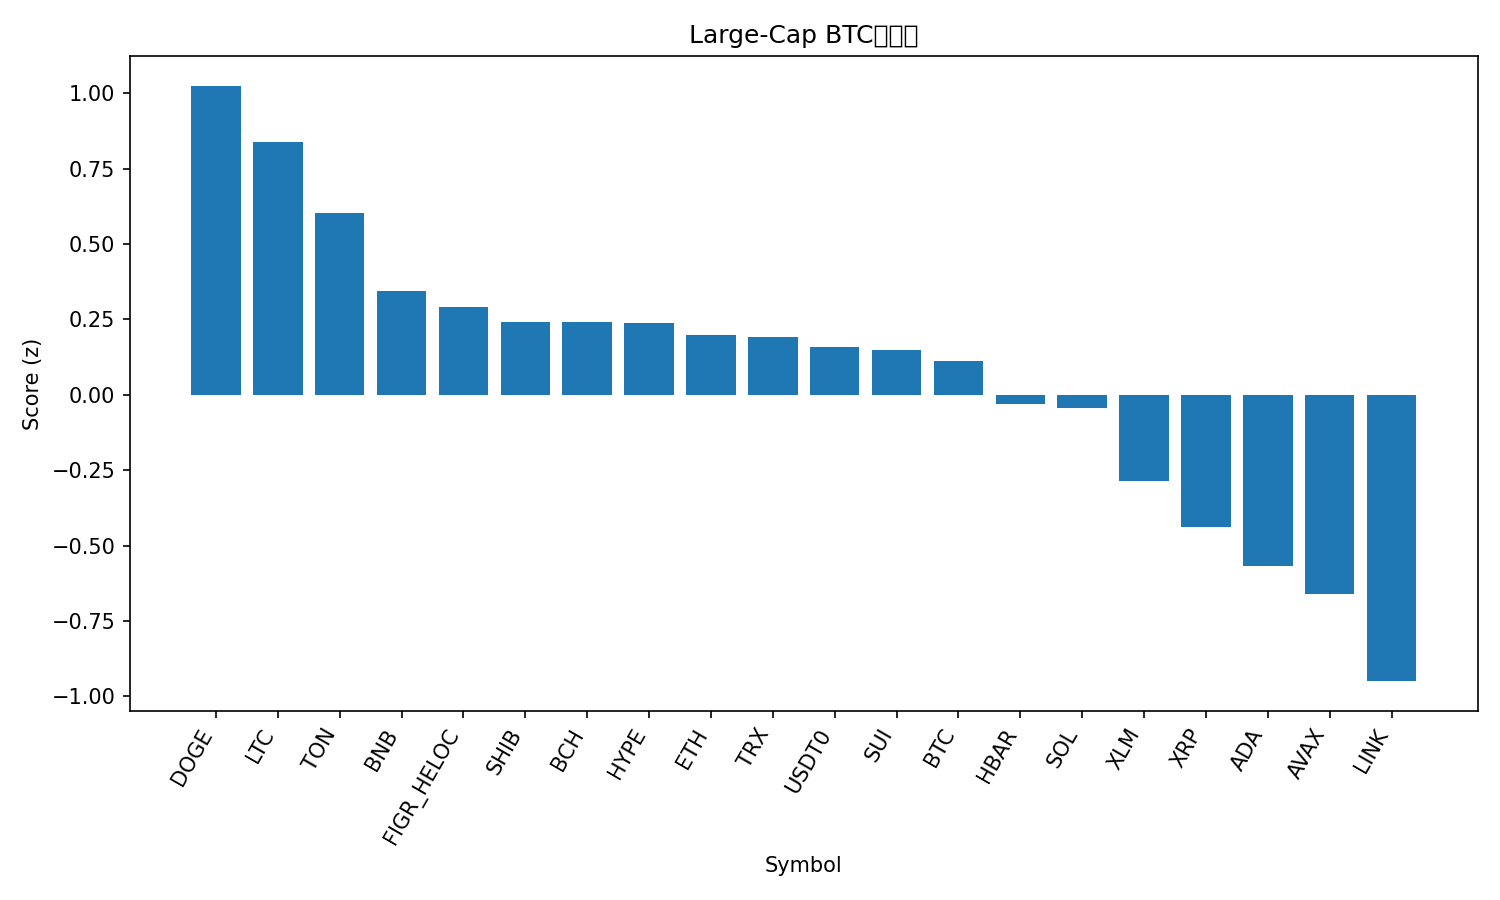 Large-Cap BTC
1.00
0.75
0.50
0.25
0.00
−0.25
−0.50
−0.75
−1.00
Score (z)
DOGE
LTC
TON
BNB
FIGR_HELOC
SHIB
BCH
HYPE
ETH
TRX
USDT0
SUI
BTC
HBAR
SOL
XLM
XRP
ADA
AVAX
LINK
Symbol